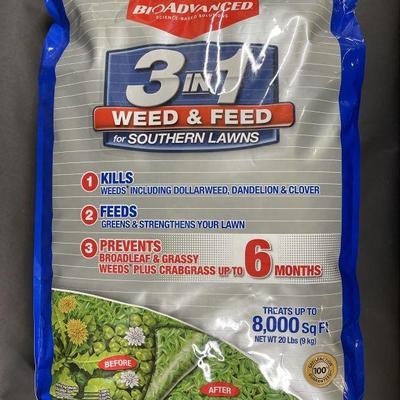 BIOADVANCED
SCIENCE-BASED SOLUTIONS
3 IN 1
WEED & FEED
for SOUTHERN LAWNS
1 KILLS
WEEDS* INCLUDING DOLLARWEED, DANDELION & CLOVER
2 FEEDS
GREENS & STRENGTHENS YOUR LAWN
3 PREVENTS
BROADLEAF & GRASSY
WEEDS* PLUS CRABGRASS UP TO 6 MONTHS
TREATS UP TO
8,000 Sq Ft
NET WT 20 Lbs (9 kg)
BEFORE
AFTER
SATISFACTION
100%
GUARANTEED